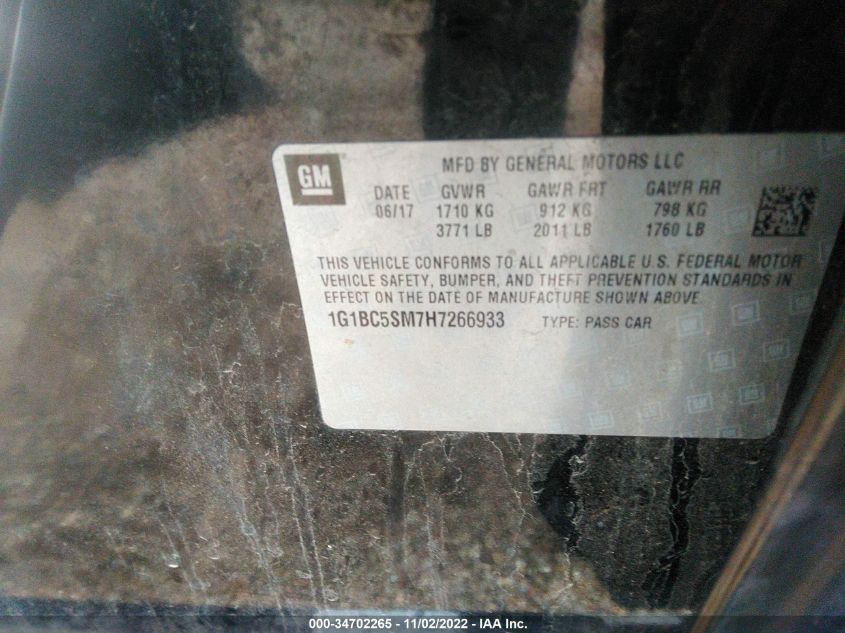 GM
MFD BY GENERAL MOTORS LLC
DATE GVWR GAWR FRT GAWR RR
06/17 1710 KG 912 KG 798 KG
3771 LB 2011 LB 1760 LB
THIS VEHICLE CONFORMS TO ALL APPLICABLE U.S. FEDERAL MOTOR
VEHICLE SAFETY, BUMPER, AND THEFT PREVENTION STANDARDS IN
EFFECT ON THE DATE OF MANUFACTURE SHOWN ABOVE
1G1BC5SM7H7266933 TYPE: PASS CAR
000-34702265 - 11/02/2022 - IAA Inc.